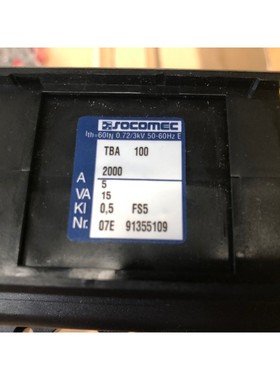 SOCOMEC
Ith=60IN 0.72/3kV 50-60Hz E
TBA 100
2000
A 5
VA 15
Kl 0,5 FS5
Nr. 07E 91355109